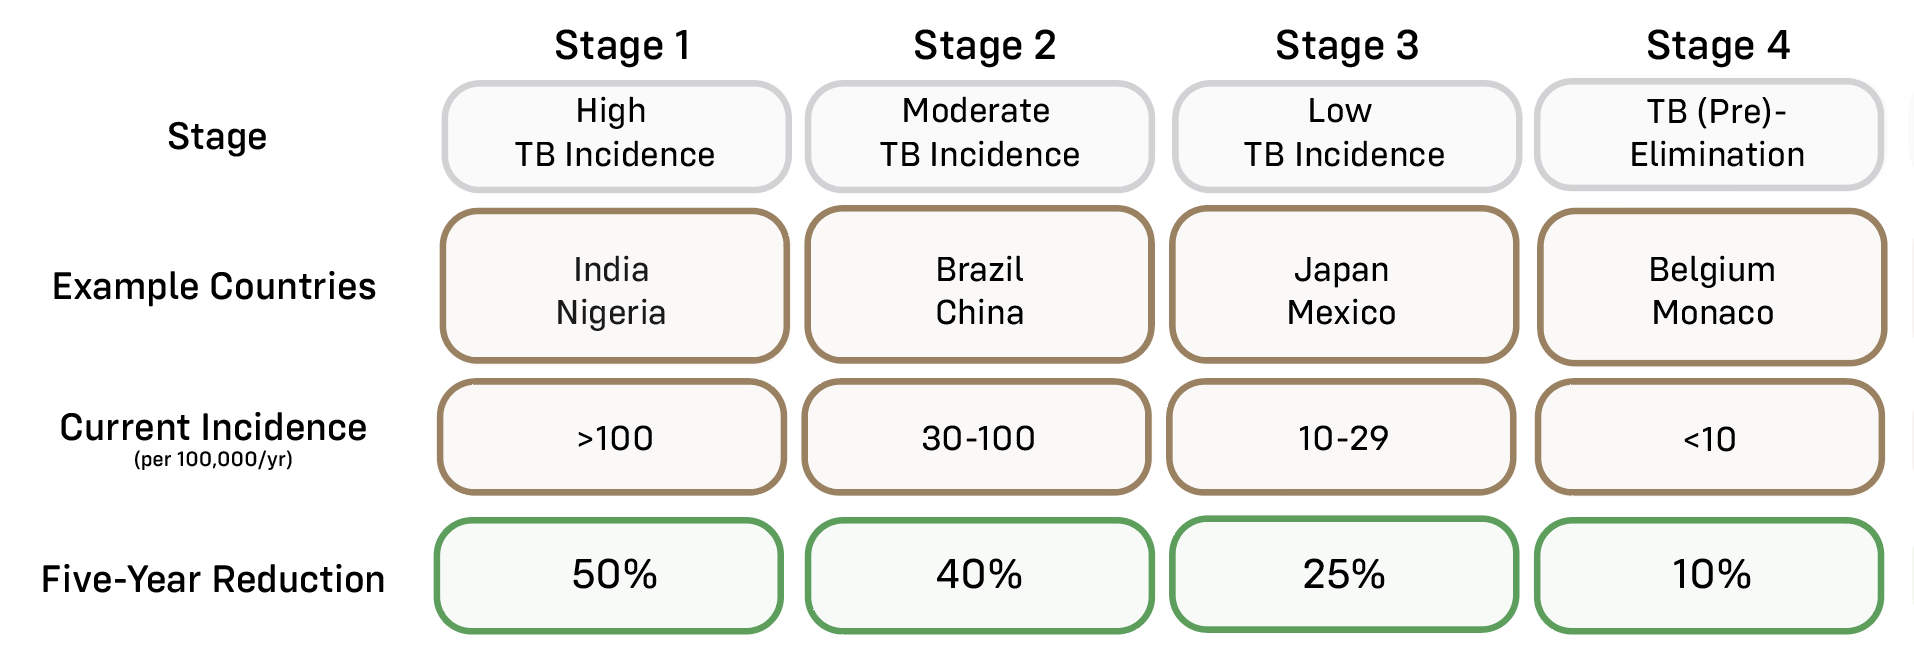 Stage 1
Stage 2
Stage 3
Stage 4
Stage
High
TB Incidence
Moderate
TB Incidence
Low
TB Incidence
TB (Pre)-
Elimination
Example Countries
India
Nigeria
Brazil
China
Japan
Mexico
Belgium
Monaco
Current Incidence
(per 100,000/yr)
>100
30-100
10-29
<10
Five-Year Reduction
50%
40%
25%
10%